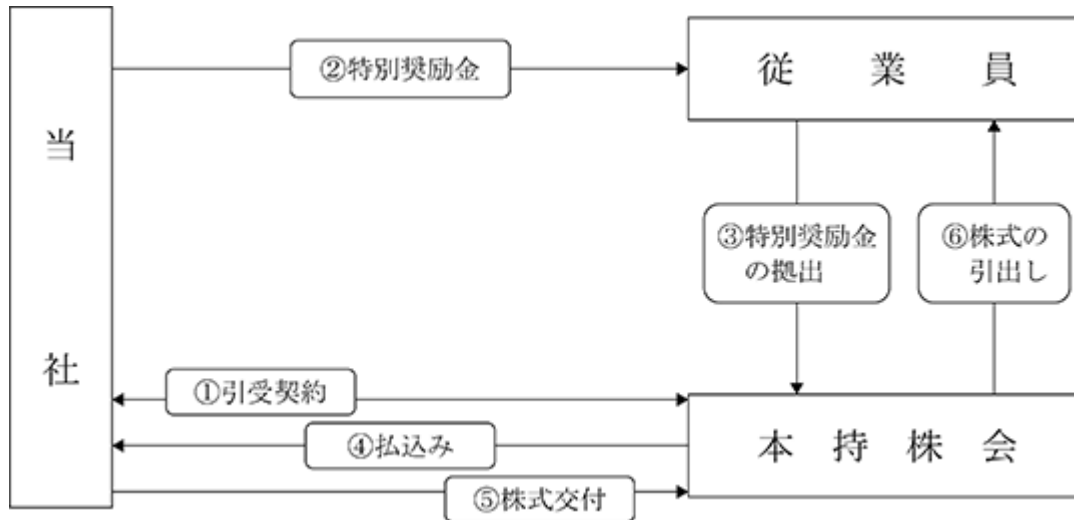 当社
②特別奨励金
従業員
③特別奨励金
の拠出
⑥株式の
引出し
①引受契約
④払込み
⑤株式交付
本持株会